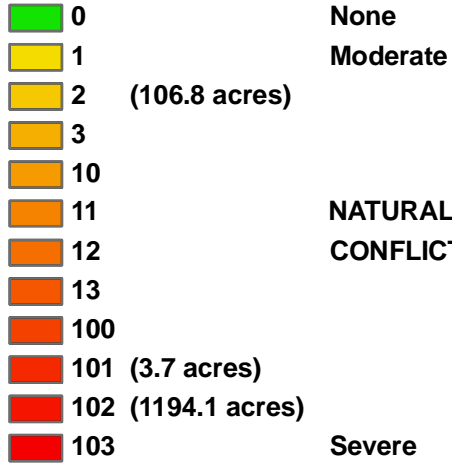 0 None
1 Moderate
2 (106.8 acres)
3
10
11 NATURAL
12 CONFLICT
13
100
101 (3.7 acres)
102 (1194.1 acres)
103 Severe